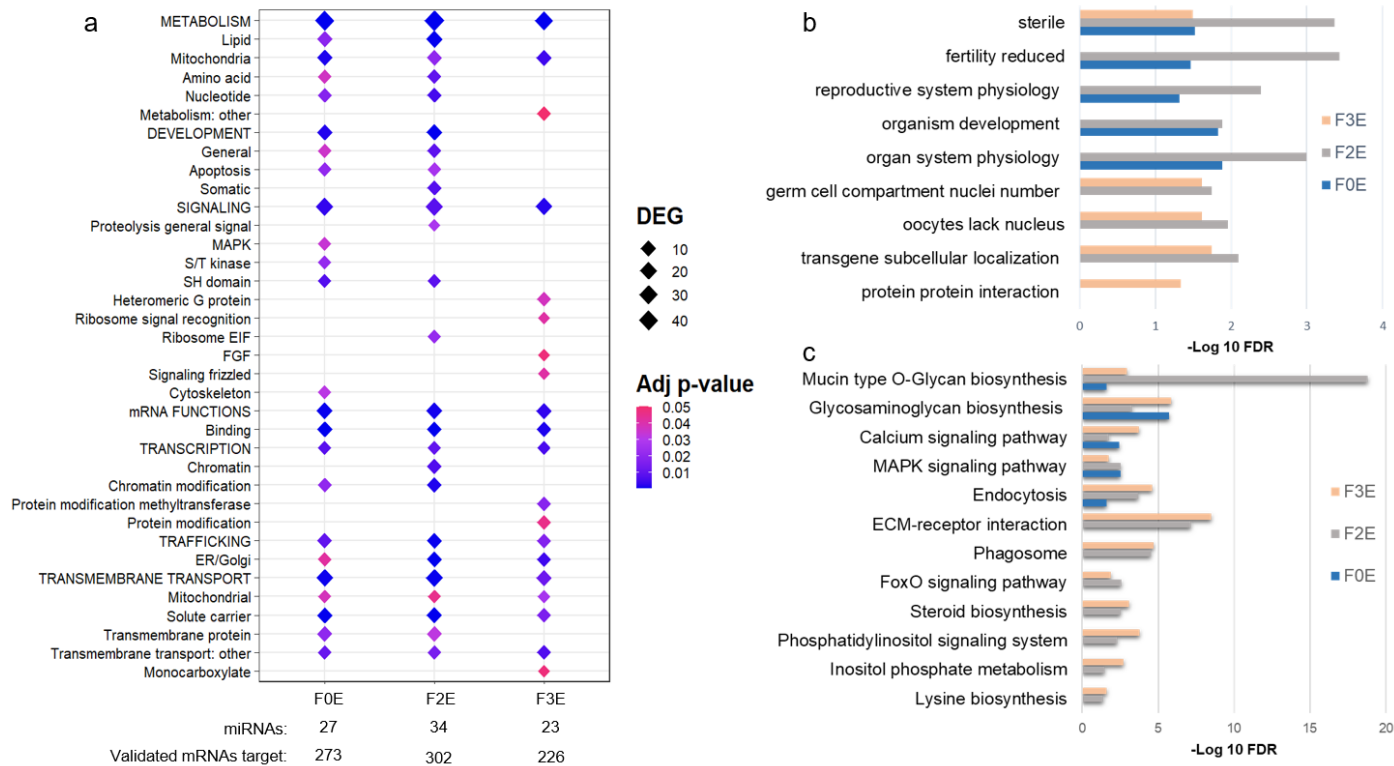 a
METABOLISM
Lipid
Mitochondria
Amino acid
Nucleotide
Metabolism: other
DEVELOPMENT
General
Apoptosis
Somatic
SIGNALING
Proteolysis general signal
MAPK
S/T kinase
SH domain
Heteromeric G protein
Ribosome signal recognition
Ribosome EIF
FGF
Signaling frizzled
Cytoskeleton
mRNA FUNCTIONS
Binding
TRANSCRIPTION
Chromatin
Chromatin modification
Protein modification methyltransferase
Protein modification
TRAFFICKING
ER/Golgi
TRANSMEMBRANE TRANSPORT
Mitochondrial
Solute carrier
Transmembrane protein
Transmembrane transport: other
Monocarboxylate
F0E F2E F3E
miRNAs: 27 34 23
Validated mRNAs target: 273 302 226
DEG
10
20
30
40
Adj p-value
0.05
0.04
0.03
0.02
0.01
b
sterile
fertility reduced
reproductive system physiology
organism development
organ system physiology
germ cell compartment nuclei number
oocytes lack nucleus
transgene subcellular localization
protein protein interaction
0 1 2 3 4
-Log 10 FDR
F3E
F2E
F0E
c
Mucin type O-Glycan biosynthesis
Glycosaminoglycan biosynthesis
Calcium signaling pathway
MAPK signaling pathway
Endocytosis
ECM-receptor interaction
Phagosome
FoxO signaling pathway
Steroid biosynthesis
Phosphatidylinositol signaling system
Inositol phosphate metabolism
Lysine biosynthesis
0 5 10 15 20
-Log 10 FDR
F3E
F2E
F0E